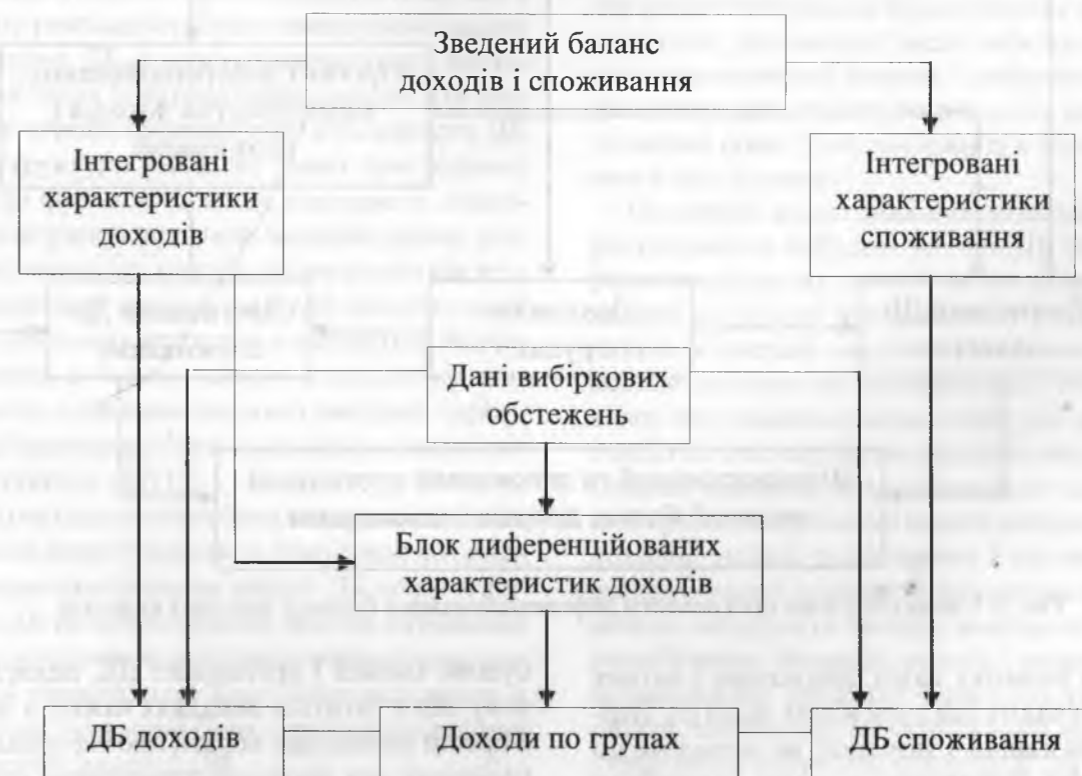 Зведений баланс
доходів і споживання
Інтегровані
характеристики
доходів
Інтегровані
характеристики
споживання
Дані вибіркових
обстежень
Блок диференційованих
характеристик доходів
ДБ доходів
Доходи по групах
ДБ споживання